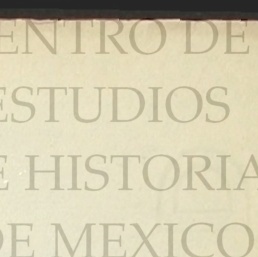 ENTRO DE
ESTUDIOS
E HISTORIA
DE MEXICO